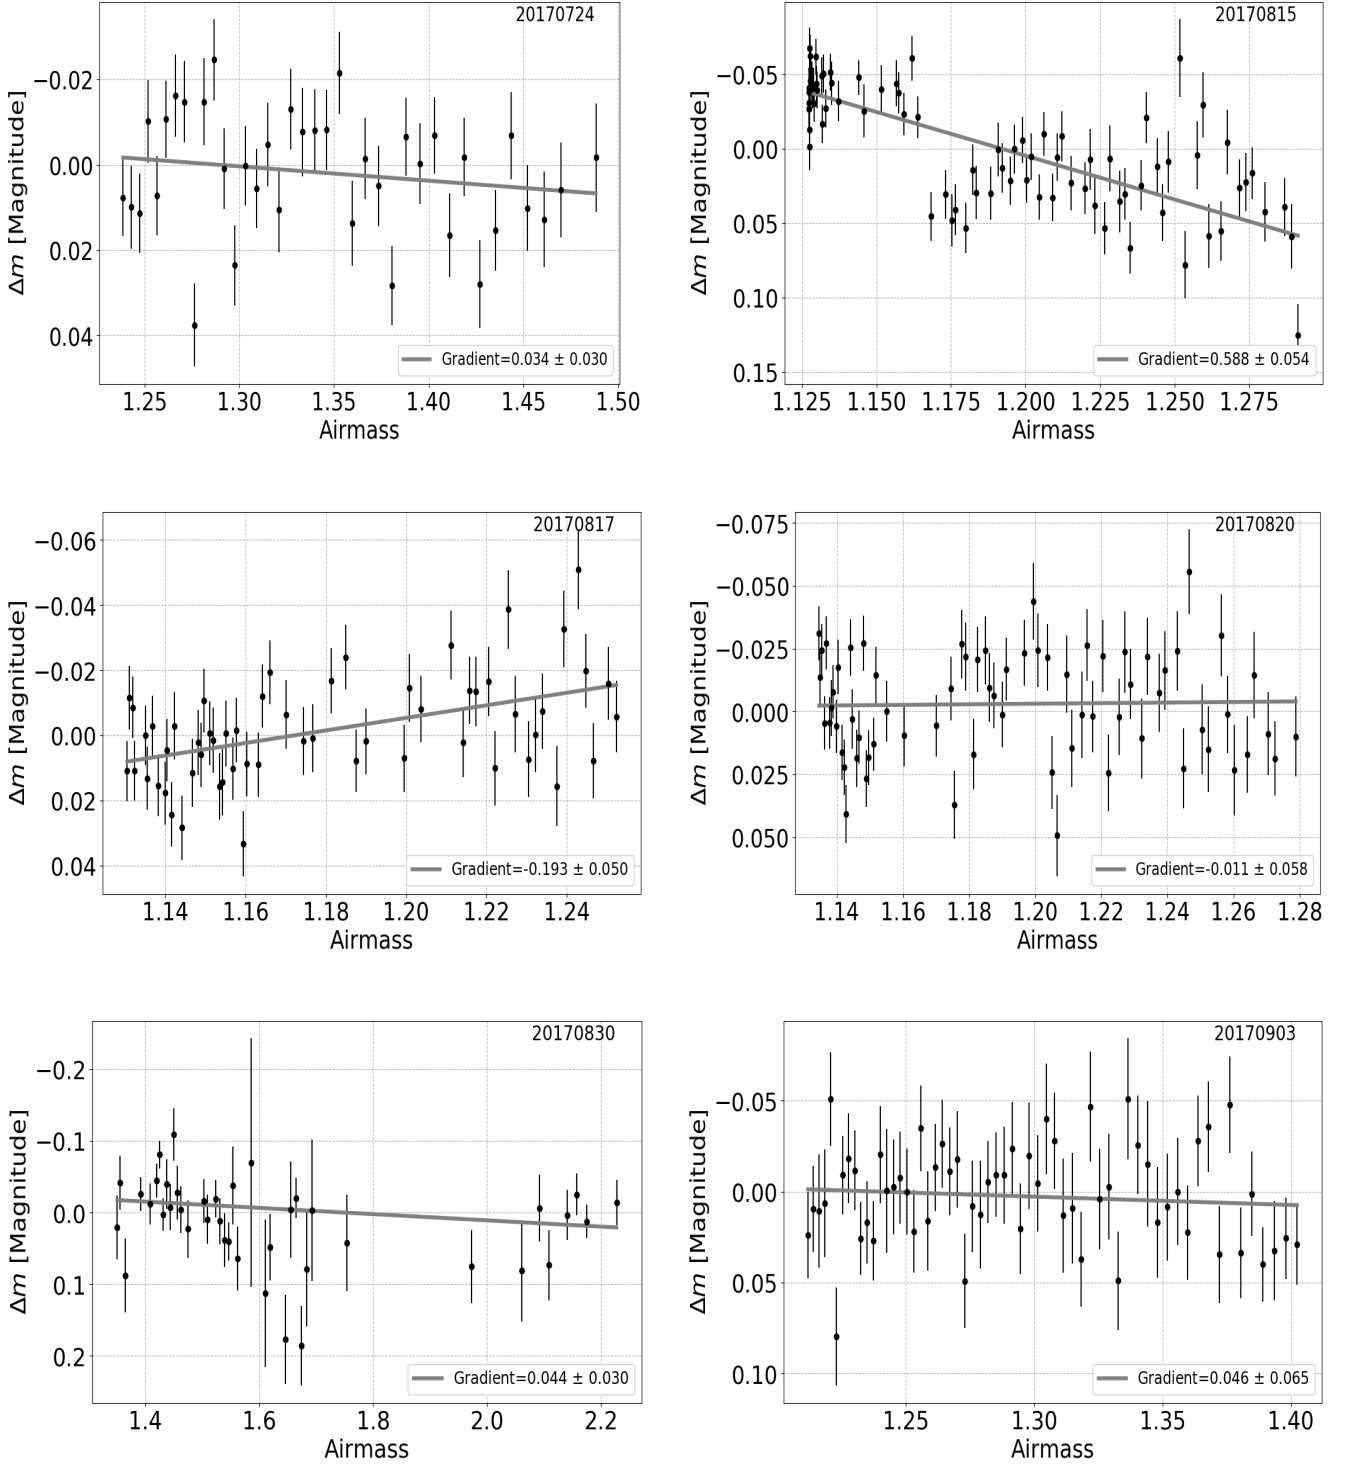 20170724
−0.02
0.00
0.02
0.04
Δm [Magnitude]
Gradient=0.034 ± 0.030
1.25 1.30 1.35 1.40 1.45 1.50
Airmass
20170815
−0.05
0.00
0.05
0.10
0.15
Δm [Magnitude]
Gradient=0.588 ± 0.054
1.125 1.150 1.175 1.200 1.225 1.250 1.275
Airmass
20170817
−0.06
−0.04
−0.02
0.00
0.02
0.04
Δm [Magnitude]
Gradient=-0.193 ± 0.050
1.14 1.16 1.18 1.20 1.22 1.24
Airmass
20170820
−0.075
−0.050
−0.025
0.000
0.025
0.050
Δm [Magnitude]
Gradient=-0.011 ± 0.058
1.14 1.16 1.18 1.20 1.22 1.24 1.26 1.28
Airmass
20170830
−0.2
−0.1
0.0
0.1
0.2
Δm [Magnitude]
Gradient=0.044 ± 0.030
1.4 1.6 1.8 2.0 2.2
Airmass
20170903
−0.05
0.00
0.05
0.10
Δm [Magnitude]
Gradient=0.046 ± 0.065
1.25 1.30 1.35 1.40
Airmass